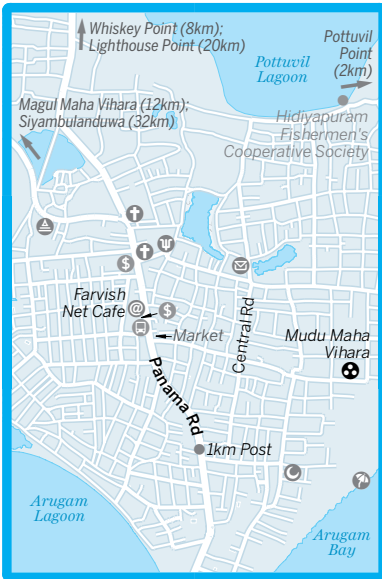 Whiskey Point (8km);
Lighthouse Point (20km)
Pottuvil
Point
(2km)
Pottuvil
Lagoon
Magul Maha Vihara (12km);
Siyambulanduwa (32km)
Hidiyapuram
Fishermen's
Cooperative Society
$
Farvish
Net Cafe
@
$
Market
Central Rd
Mudu Maha
Vihara
Panama Rd
1km Post
Arugam
Lagoon
Arugam
Bay